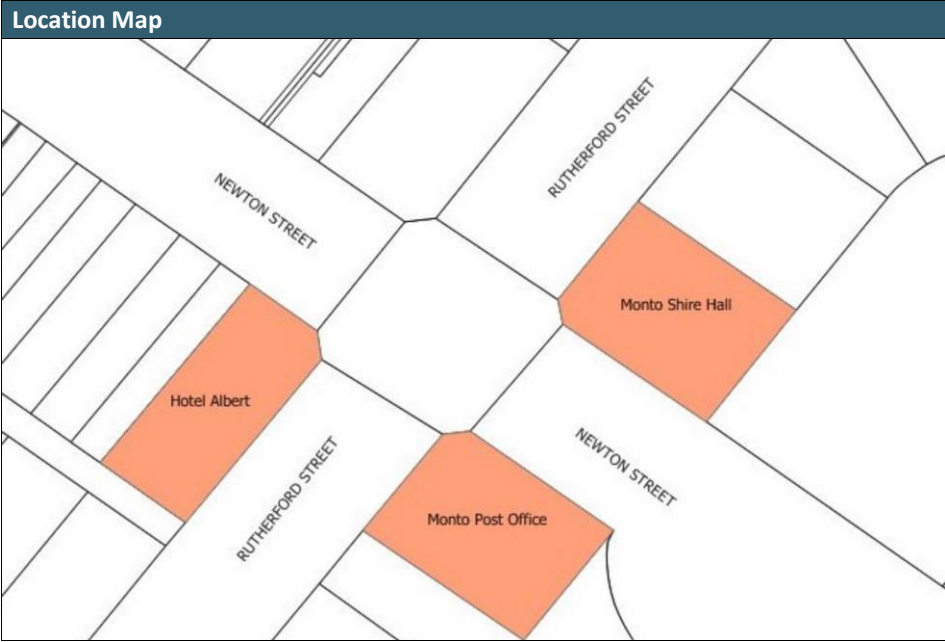 Location Map
RUTHERFORD STREET
NEWTON STREET
Monto Shire Hall
Hotel Albert
NEWTON STREET
RUTHERFORD STREET
Monto Post Office